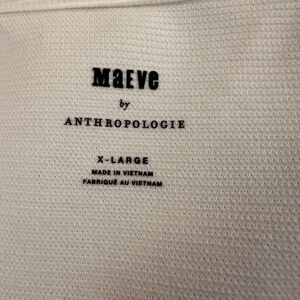 MaEVe
by
ANTHROPOLOGIE
X-LARGE
MADE IN VIETNAM
FABRIQUÉ AU VIETNAM